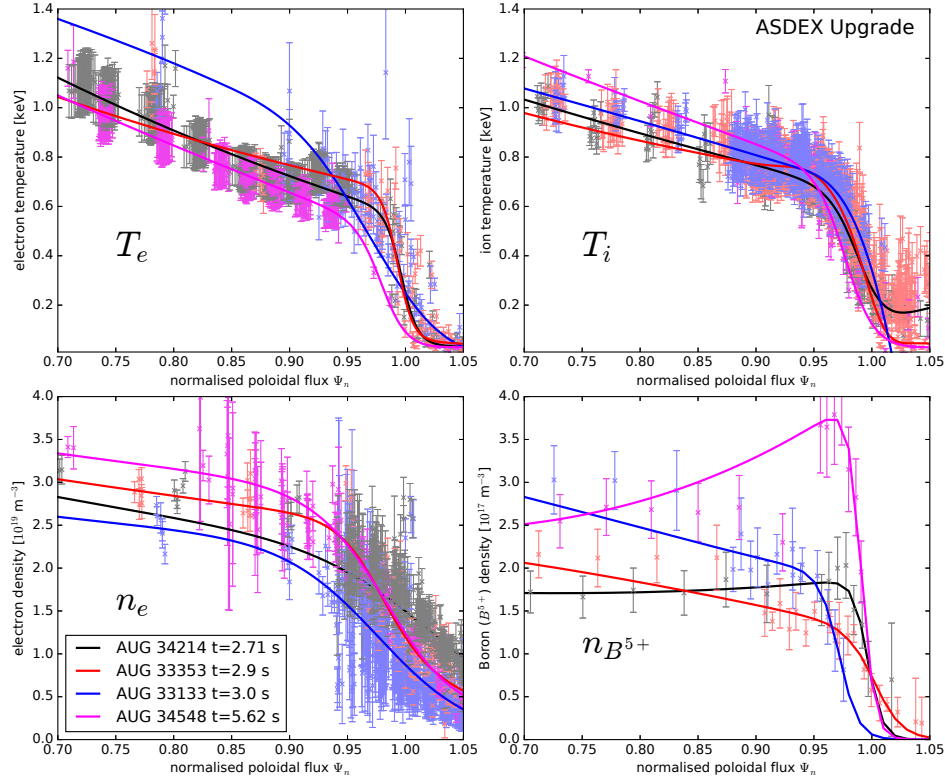 ASDEX Upgrade
electron temperature [keV]
1.4
1.2
1.0
0.8
0.6
0.4
0.2
T_e
0.70 0.75 0.80 0.85 0.90 0.95 1.00 1.05
normalised poloidal flux Ψ_n
ion temperature [keV]
1.4
1.2
1.0
0.8
0.6
0.4
0.2
T_i
0.70 0.75 0.80 0.85 0.90 0.95 1.00 1.05
normalised poloidal flux Ψ_n
electron density [10^19 m^-3]
4.0
3.5
3.0
2.5
2.0
1.5
1.0
0.5
0.0
n_e
AUG 34214 t=2.71 s
AUG 33353 t=2.9 s
AUG 33133 t=3.0 s
AUG 34548 t=5.62 s
0.70 0.75 0.80 0.85 0.90 0.95 1.00 1.05
normalised poloidal flux Ψ_n
Boron (B^5+) density [10^17 m^-3]
4.0
3.5
3.0
2.5
2.0
1.5
1.0
0.5
0.0
n_B^5+
0.70 0.75 0.80 0.85 0.90 0.95 1.00 1.05
normalised poloidal flux Ψ_n